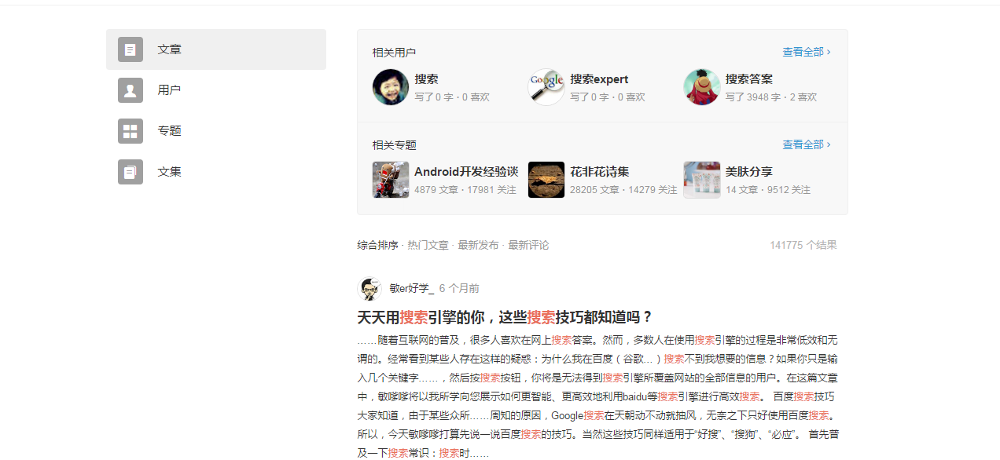 文章
用户
专题
文集
相关用户 查看全部 ›
搜索 搜索expert 搜索答案
写了 0 字 · 0 喜欢 写了 0 字 · 0 喜欢 写了 3948 字 · 2 喜欢
相关专题 查看全部 ›
Android开发经验谈 花非花诗集 美肤分享
4879 文章 · 17981 关注 28205 文章 · 14279 关注 14 文章 · 9512 关注
综合排序 · 热门文章 · 最新发布 · 最新评论 141775 个结果
敏er好学_ 6 个月前
天天用搜索引擎的你，这些搜索技巧都知道吗？
……随着互联网的普及，很多人喜欢在网上搜索答案。然而，多数人在使用搜索引擎的过程是非常低效和无
谓的。经常看到某些人存在这样的疑惑：为什么我在百度（谷歌…）搜索不到我想要的信息？如果你只是输
入几个关键字……，然后按搜索按钮，你将是无法得到搜索引擎所覆盖网站的全部信息的用户。在这篇文章
中，敏嗲嗲将以我所学向您展示如何更智能、更高效地利用baidu等搜索引擎进行高效搜索。 百度搜索技巧
大家知道，由于某些众所……周知的原因，Google搜索在天朝动不动就抽风，无奈之下只好使用百度搜索。
所以，今天敏嗲嗲打算先说一说百度搜索的技巧。当然这些技巧同样适用于“好搜”、“搜狗”、“必应”。 首先普
及一下搜索常识：搜索时……